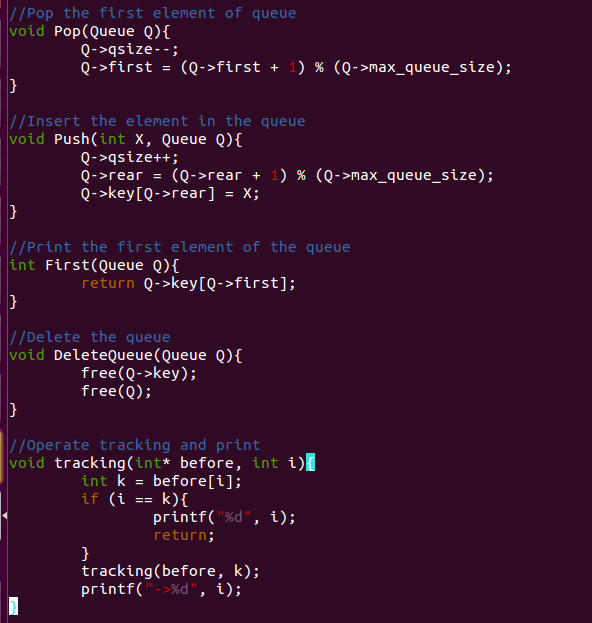 //Pop the first element of queue
void Pop(Queue Q){
        Q->qsize--;
        Q->first = (Q->first + 1) % (Q->max_queue_size);
}

//Insert the element in the queue
void Push(int X, Queue Q){
        Q->qsize++;
        Q->rear = (Q->rear + 1) % (Q->max_queue_size);
        Q->key[Q->rear] = X;
}

//Print the first element of the queue
int First(Queue Q){
        return Q->key[Q->first];
}

//Delete the queue
void DeleteQueue(Queue Q){
        free(Q->key);
        free(Q);
}

//Operate tracking and print
void tracking(int* before, int i){
        int k = before[i];
        if (i == k){
                printf("%d", i);
                return;
        }
        tracking(before, k);
        printf("->%d", i);
}